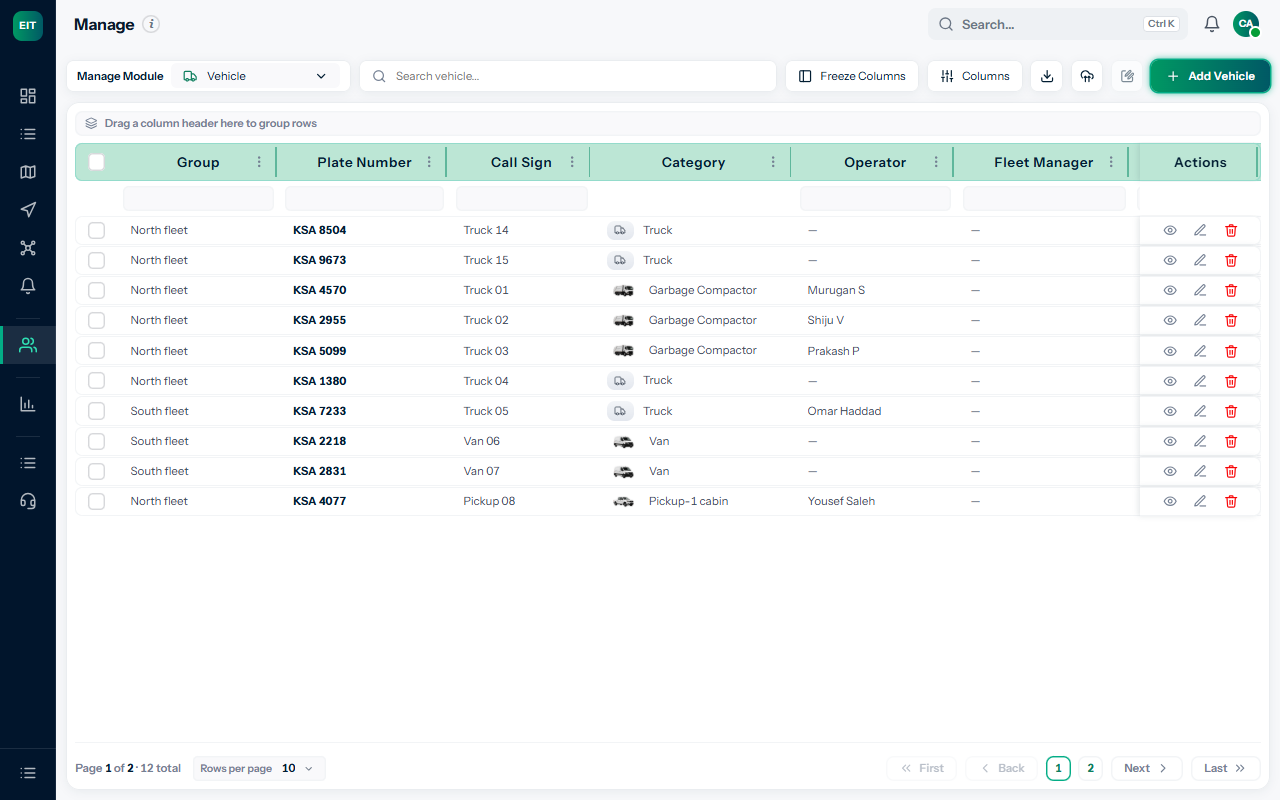 EIT
Manage
Search...
Ctrl K
CA
Manage Module
Vehicle
Search vehicle...
Freeze Columns
Columns
Add Vehicle
Drag a column header here to group rows
Group Plate Number Call Sign Category Operator Fleet Manager Actions
North fleet KSA 8504 Truck 14 Truck — —
North fleet KSA 9673 Truck 15 Truck — —
North fleet KSA 4570 Truck 01 Garbage Compactor Murugan S —
North fleet KSA 2955 Truck 02 Garbage Compactor Shiju V —
North fleet KSA 5099 Truck 03 Garbage Compactor Prakash P —
North fleet KSA 1380 Truck 04 Truck — —
South fleet KSA 7233 Truck 05 Truck Omar Haddad —
South fleet KSA 2218 Van 06 Van — —
South fleet KSA 2831 Van 07 Van — —
North fleet KSA 4077 Pickup 08 Pickup-1 cabin Yousef Saleh —
Page 1 of 2 · 12 total
Rows per page 10
First Back 1 2 Next Last